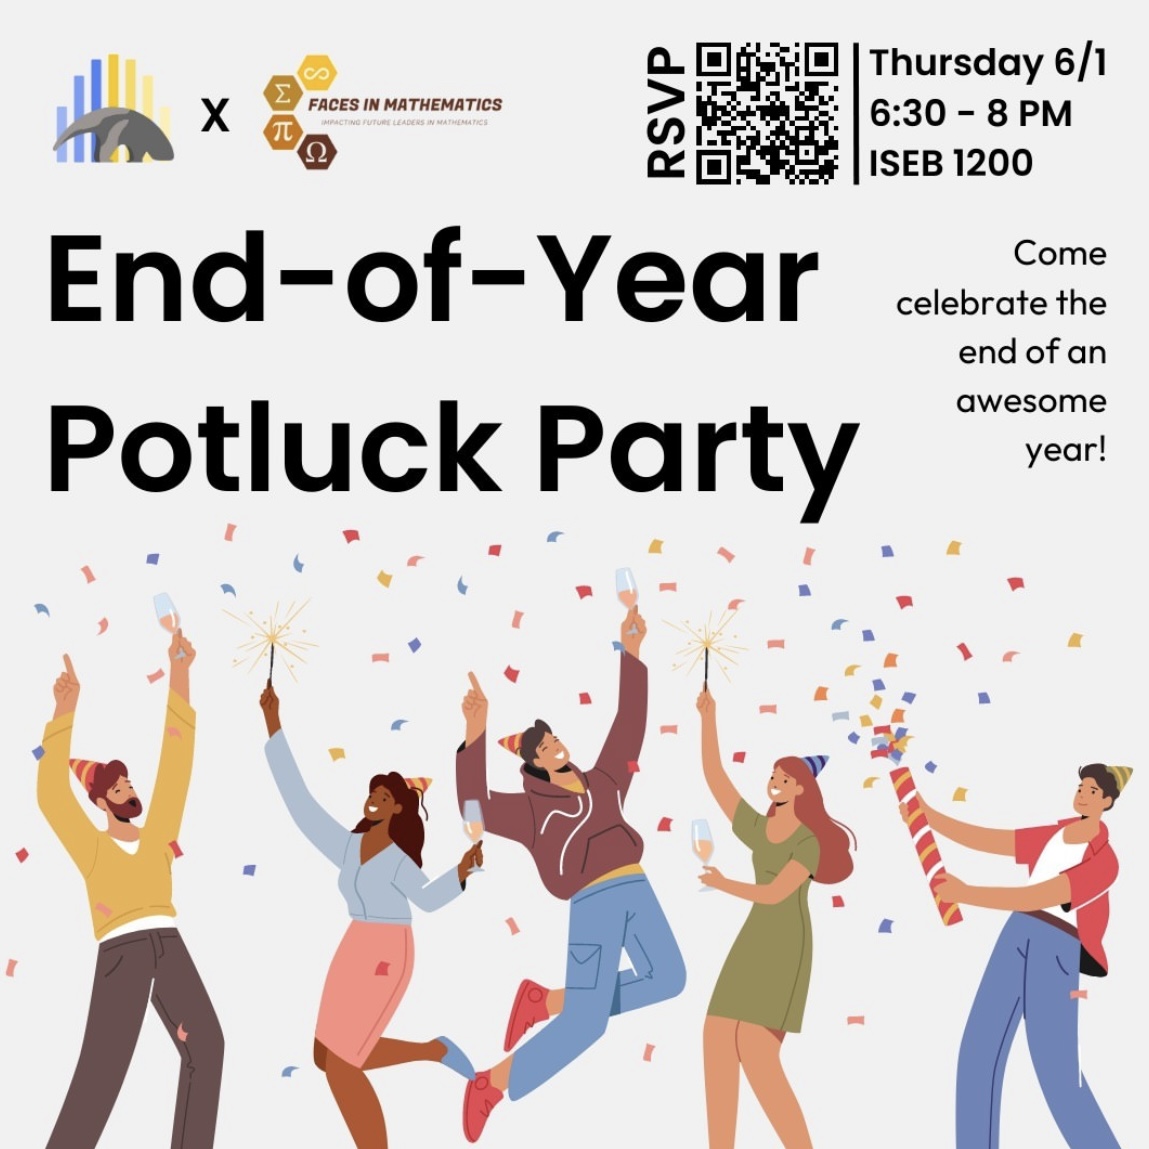 X
Σ
∞
π
Ω
FACES IN MATHEMATICS
IMPACTING FUTURE LEADERS IN MATHEMATICS
RSVP
Thursday 6/1
6:30 - 8 PM
ISEB 1200
End-of-Year
Potluck Party
Come
celebrate the
end of an
awesome
year!